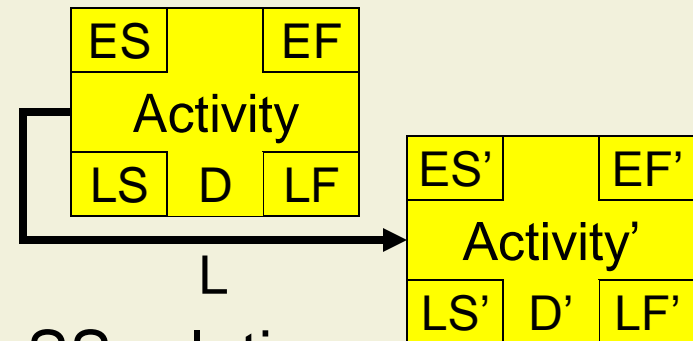 ES EF
Activity
LS D LF
ES’ EF’
Activity’
L
LS’ D’ LF’